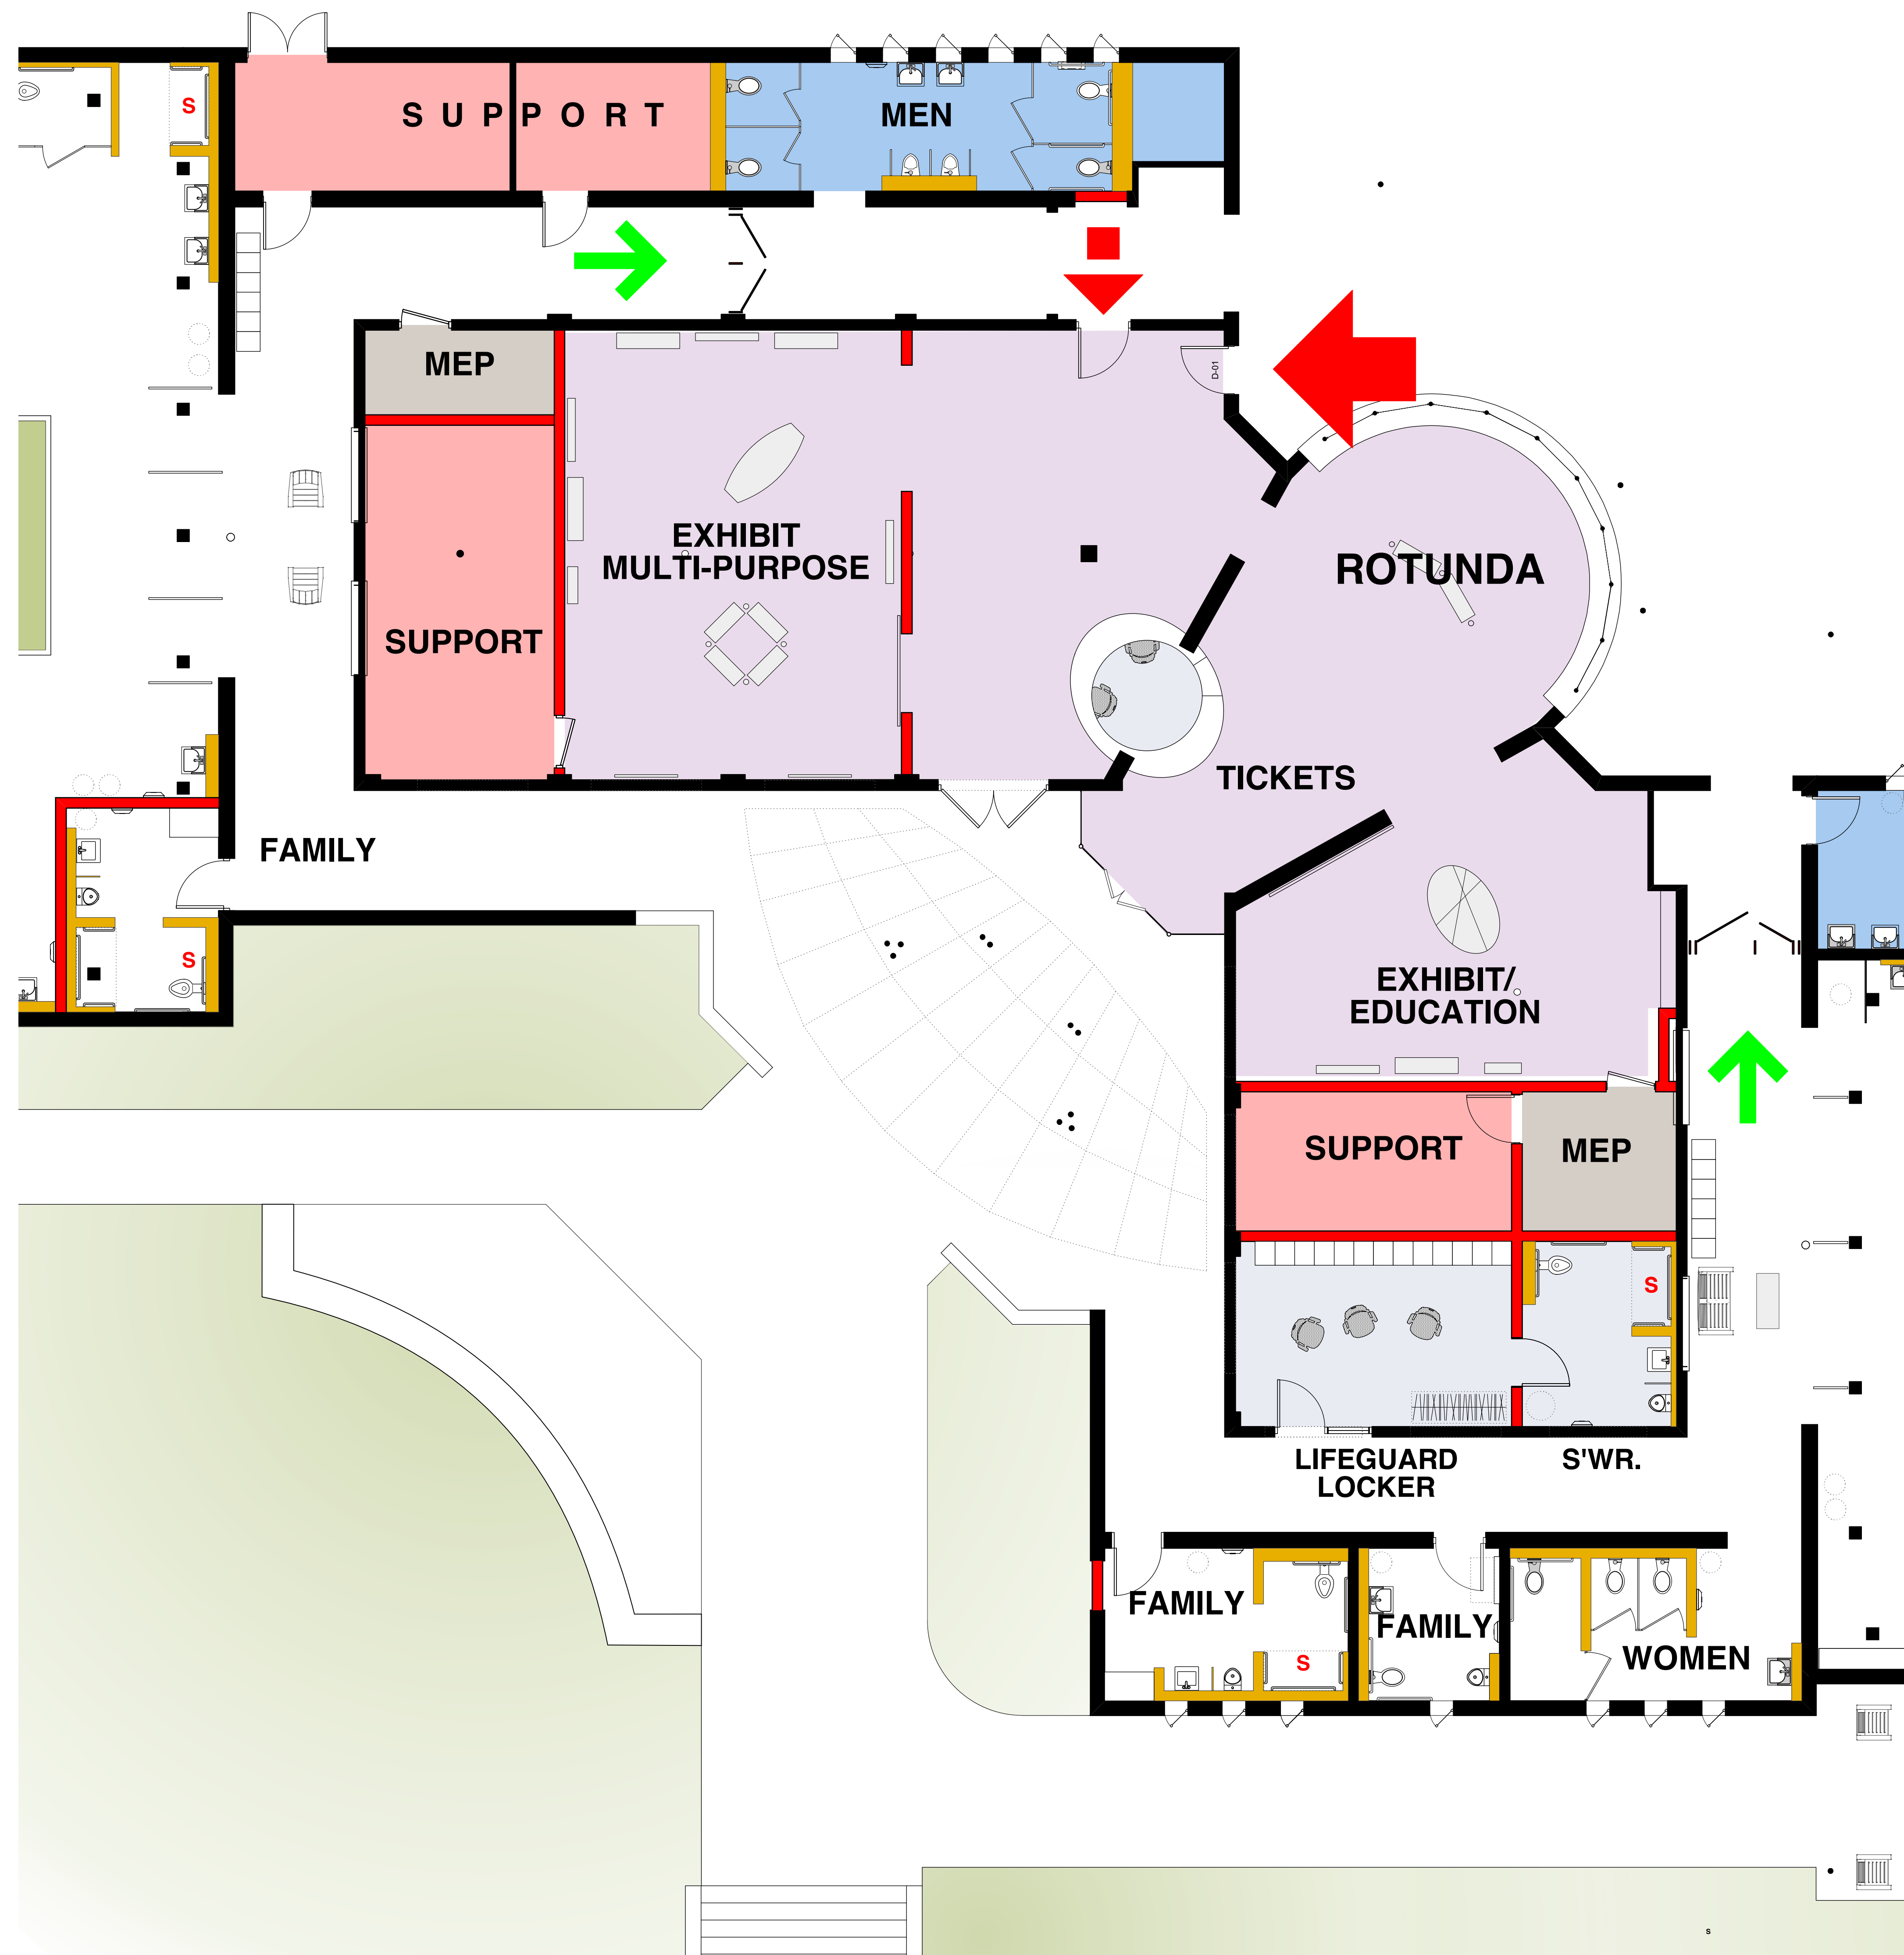 S
S U P P O R T
MEN
MEP
D-01
EXHIBIT
MULTI-PURPOSE
ROTUNDA
SUPPORT
TICKETS
FAMILY
S
EXHIBIT/
EDUCATION
SUPPORT
MEP
S
LIFEGUARD
LOCKER
S'WR.
FAMILY
FAMILY
WOMEN
S
S